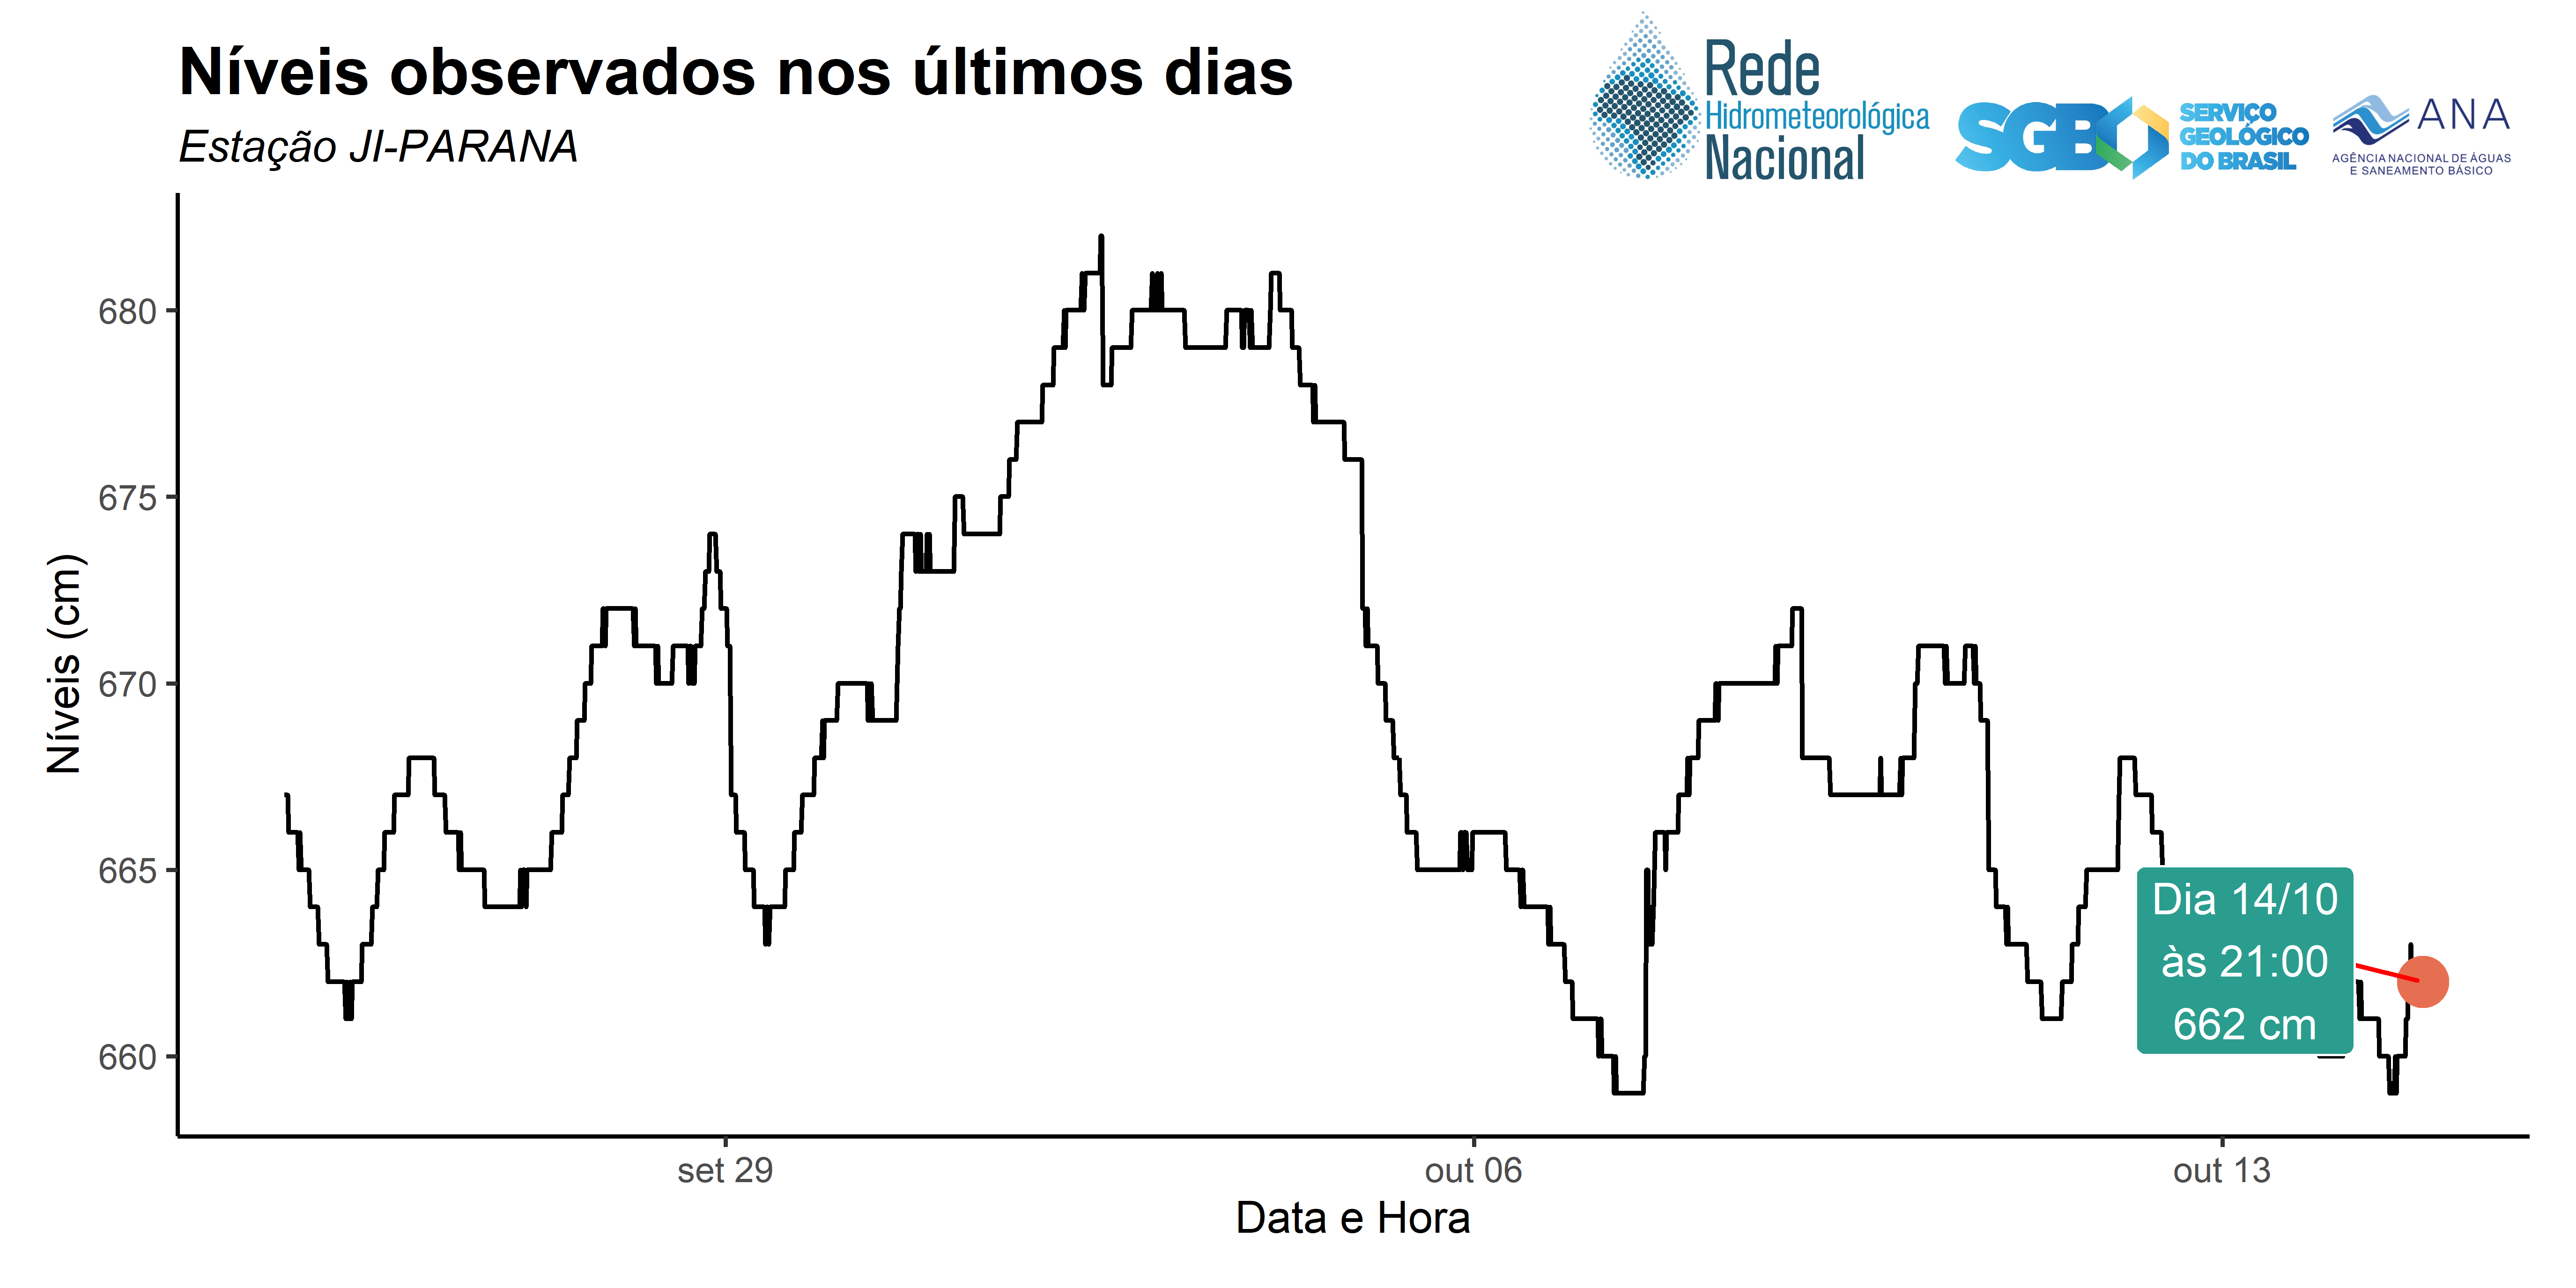 Níveis observados nos últimos dias
Estação JI-PARANA
Rede
Hidrometeorológica
Nacional
SGB
SERVIÇO
GEOLÓGICO
DO BRASIL
ANA
AGÊNCIA NACIONAL DE ÁGUAS
E SANEAMENTO BÁSICO
Níveis (cm)
680
675
670
665
660
Dia 14/10
às 21:00
662 cm
set 29
out 06
out 13
Data e Hora